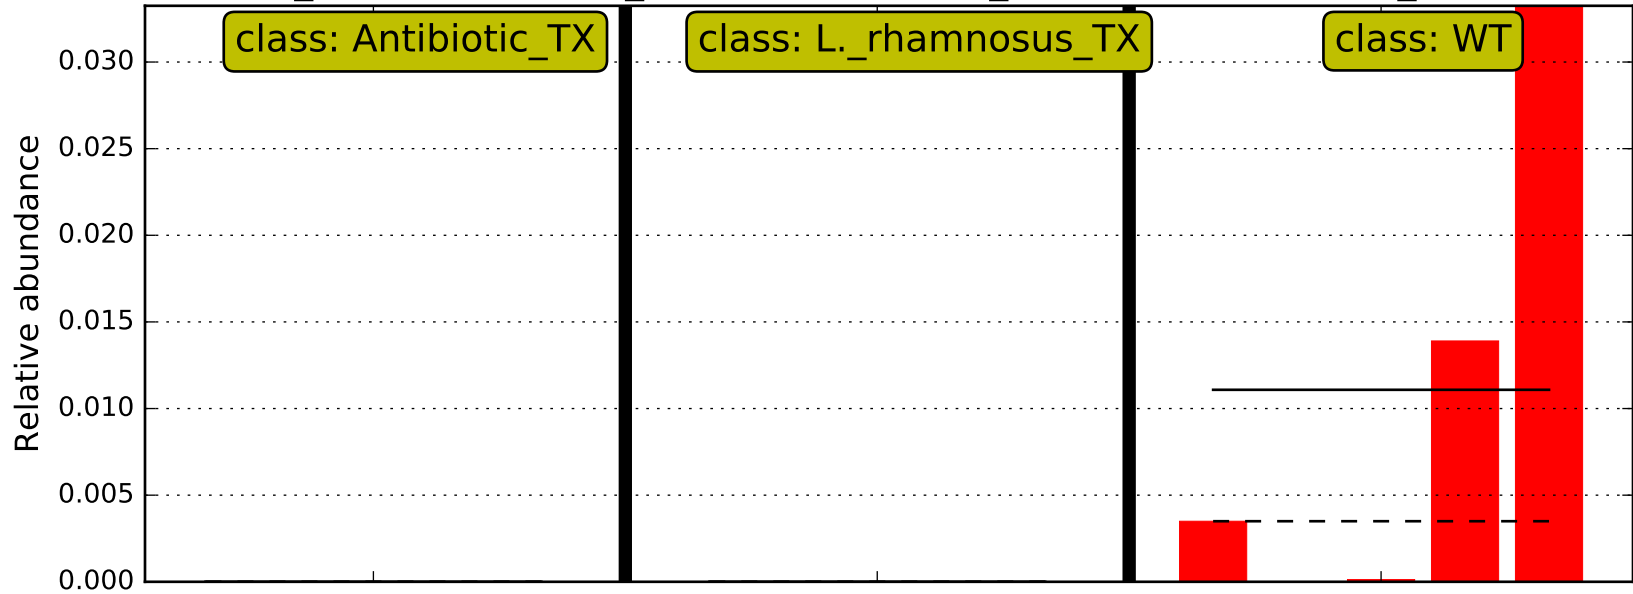 class: Antibiotic_TX
class: L._rhamnosus_TX
class: WT
Relative abundance
0.030
0.025
0.020
0.015
0.010
0.005
0.000